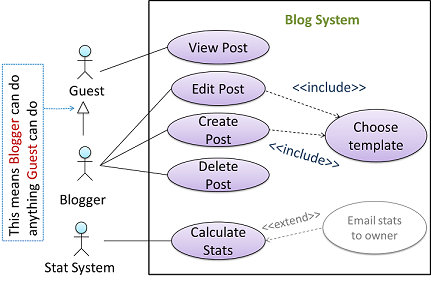 Blog System
View Post
Guest
Edit Post
<<include>>
Create
Post
Choose
template
<<include>>
This means Blogger can do
anything Guest can do
Blogger
Delete
Post
Calculate
Stats
<<extend>>
Email stats
to owner
Stat System